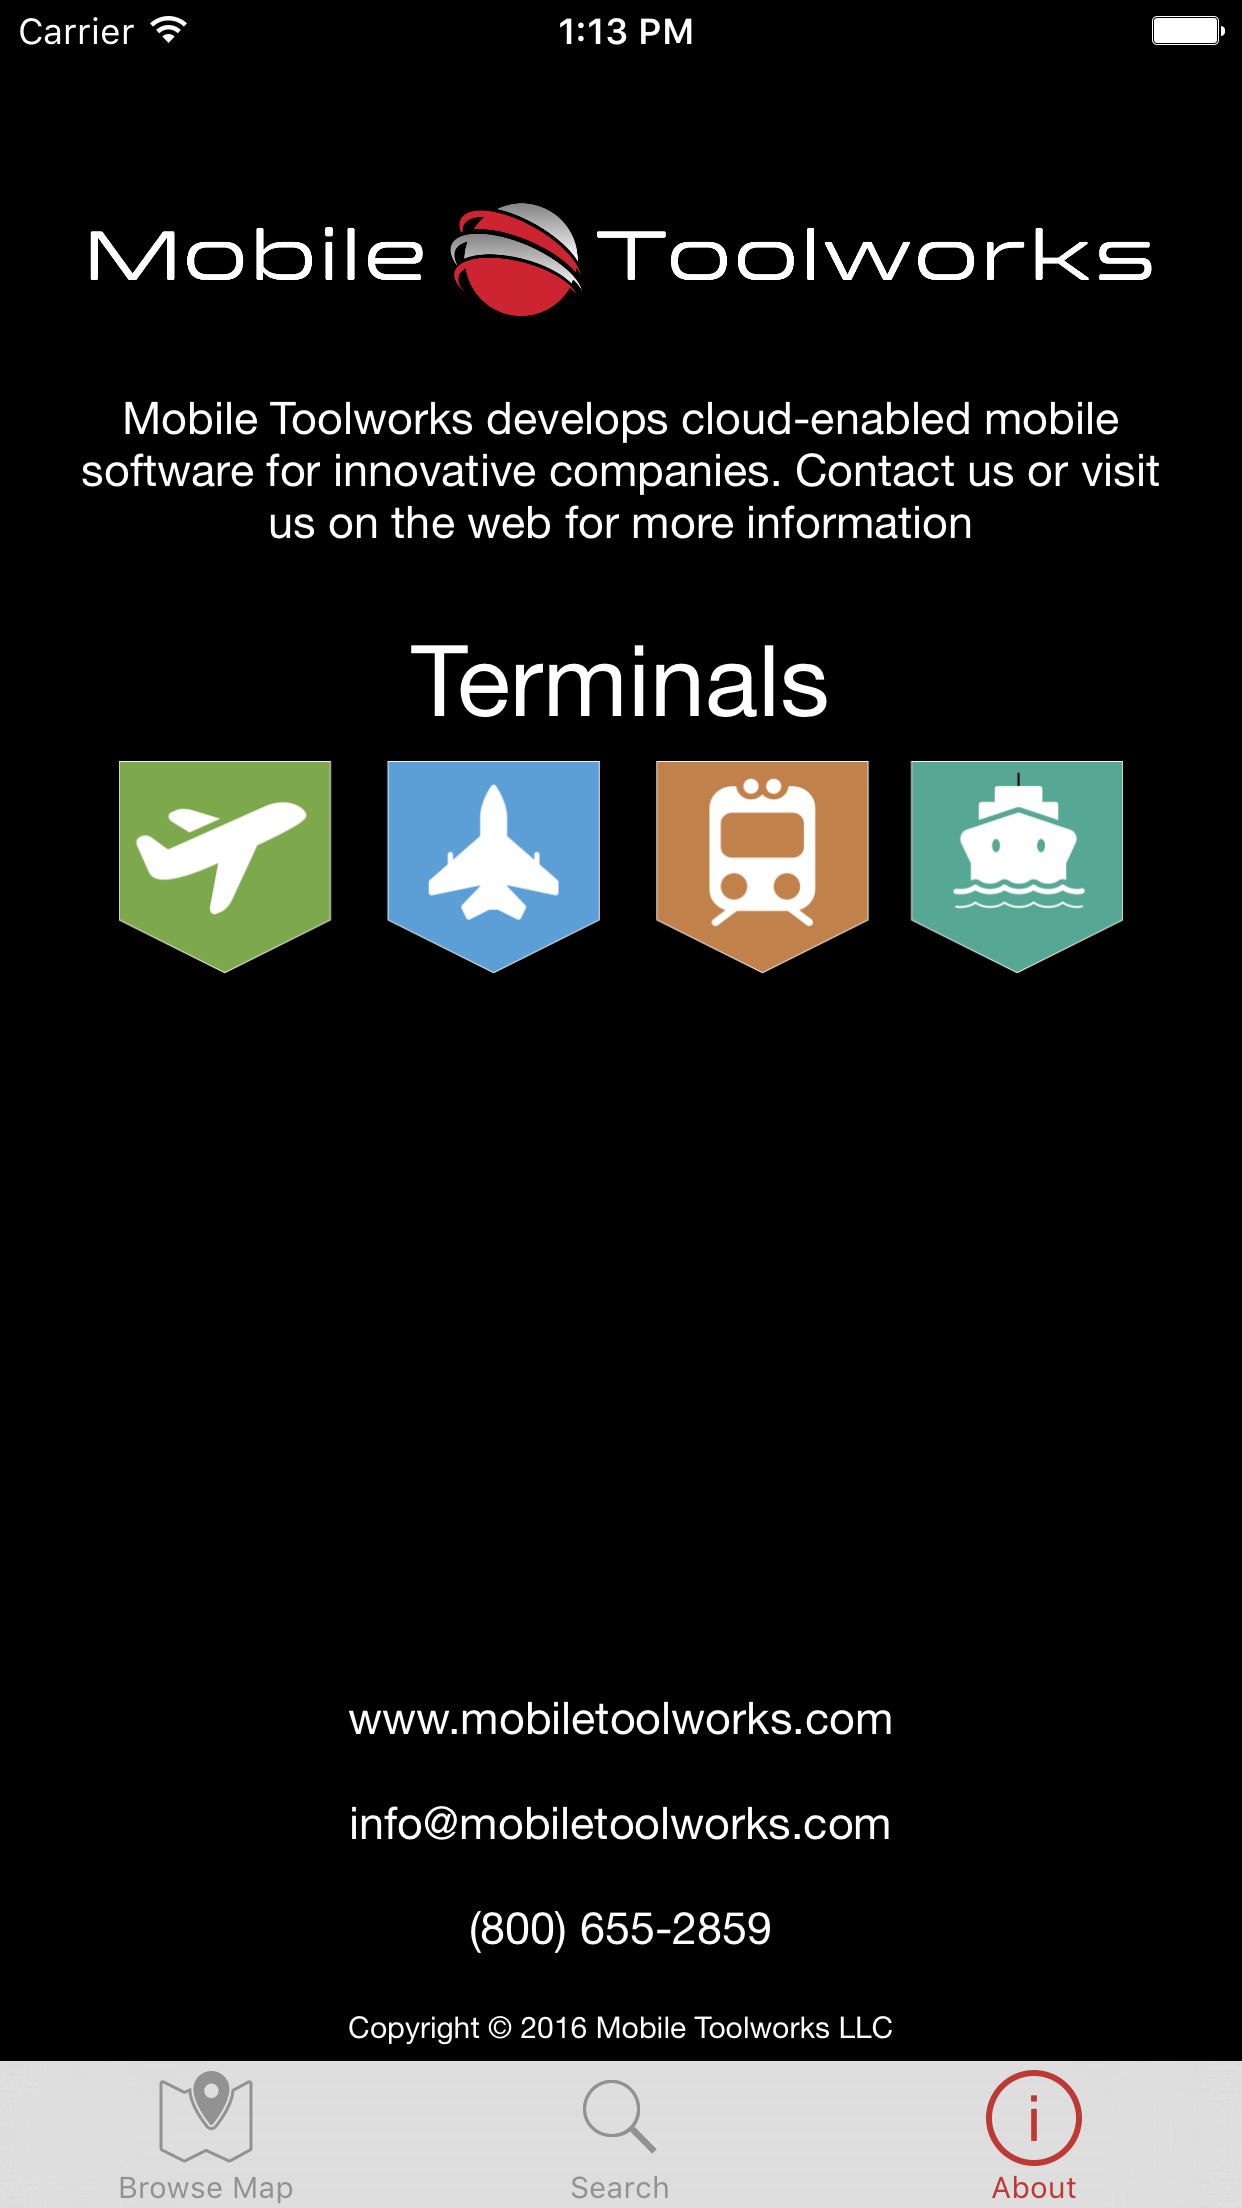 Carrier 1:13 PM
Mobile Toolworks
Mobile Toolworks develops cloud-enabled mobile
software for innovative companies. Contact us or visit
us on the web for more information
Terminals
www.mobiletoolworks.com
info@mobiletoolworks.com
(800) 655-2859
Copyright © 2016 Mobile Toolworks LLC
Browse Map Search About